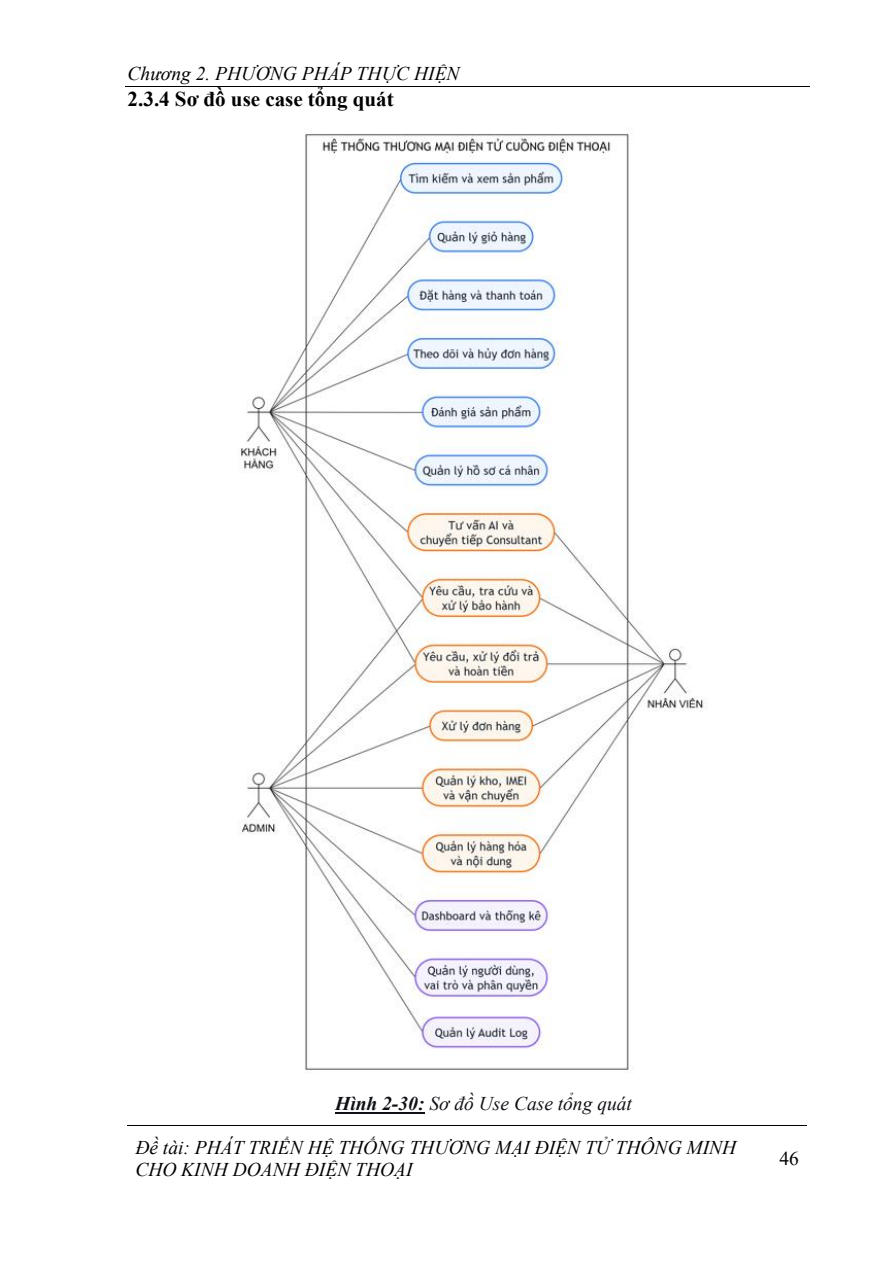 Chương 2. PHƯƠNG PHÁP THỰC HIỆN
2.3.4 Sơ đồ use case tổng quát
HỆ THỐNG THƯƠNG MẠI ĐIỆN TỬ CUỒNG ĐIỆN THOẠI
Tìm kiếm và xem sản phẩm
Quản lý giỏ hàng
Đặt hàng và thanh toán
Theo dõi và hủy đơn hàng
Đánh giá sản phẩm
KHÁCH
HÀNG
Quản lý hồ sơ cá nhân
Tư vấn AI và
chuyển tiếp Consultant
Yêu cầu, tra cứu và
xử lý bảo hành
Yêu cầu, xử lý đổi trả
và hoàn tiền
NHÂN VIÊN
Xử lý đơn hàng
Quản lý kho, IMEI
và vận chuyển
ADMIN
Quản lý hàng hóa
và nội dung
Dashboard và thống kê
Quản lý người dùng,
vai trò và phân quyền
Quản lý Audit Log
Hình 2-30: Sơ đồ Use Case tổng quát
Đề tài: PHÁT TRIỂN HỆ THỐNG THƯƠNG MẠI ĐIỆN TỬ THÔNG MINH
CHO KINH DOANH ĐIỆN THOẠI
46